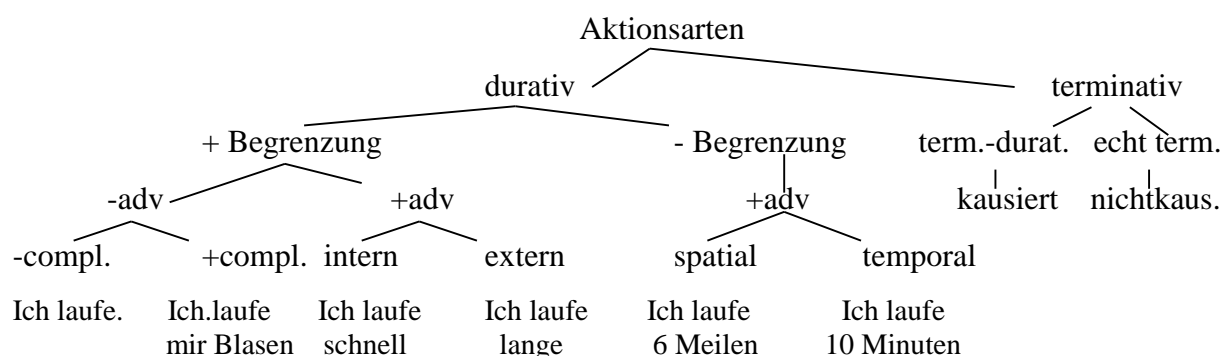 Aktionsarten
durativ terminativ
+ Begrenzung - Begrenzung term.-durat. echt term.
-adv +adv +adv kausiert nichtkaus.
-compl. +compl. intern extern spatial temporal
Ich laufe. Ich.laufe Ich laufe Ich laufe Ich laufe Ich laufe
mir Blasen schnell lange 6 Meilen 10 Minuten